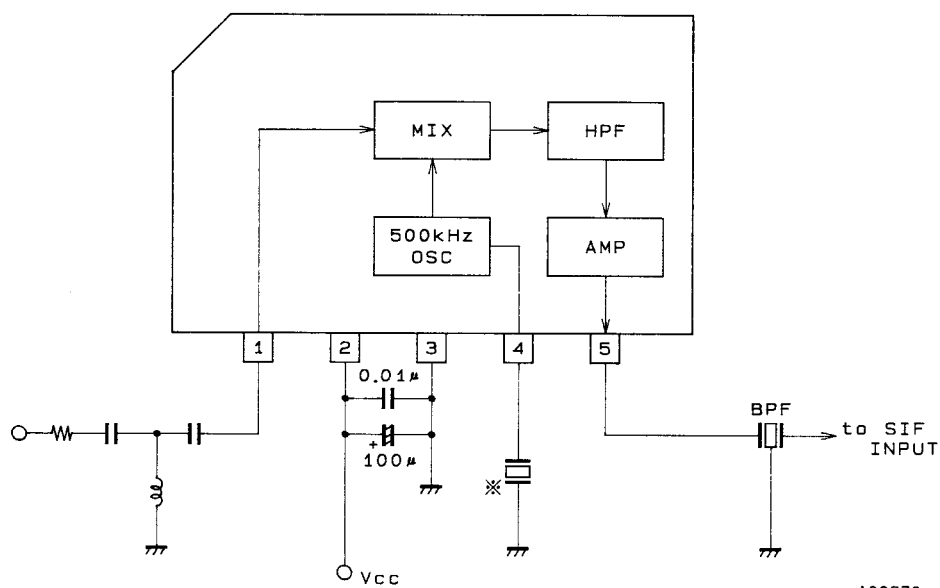 MIX
HPF
500kHz
OSC
AMP
1
2
3
4
5
0.01μ
+
100μ
※
BPF
to SIF
INPUT
Vcc